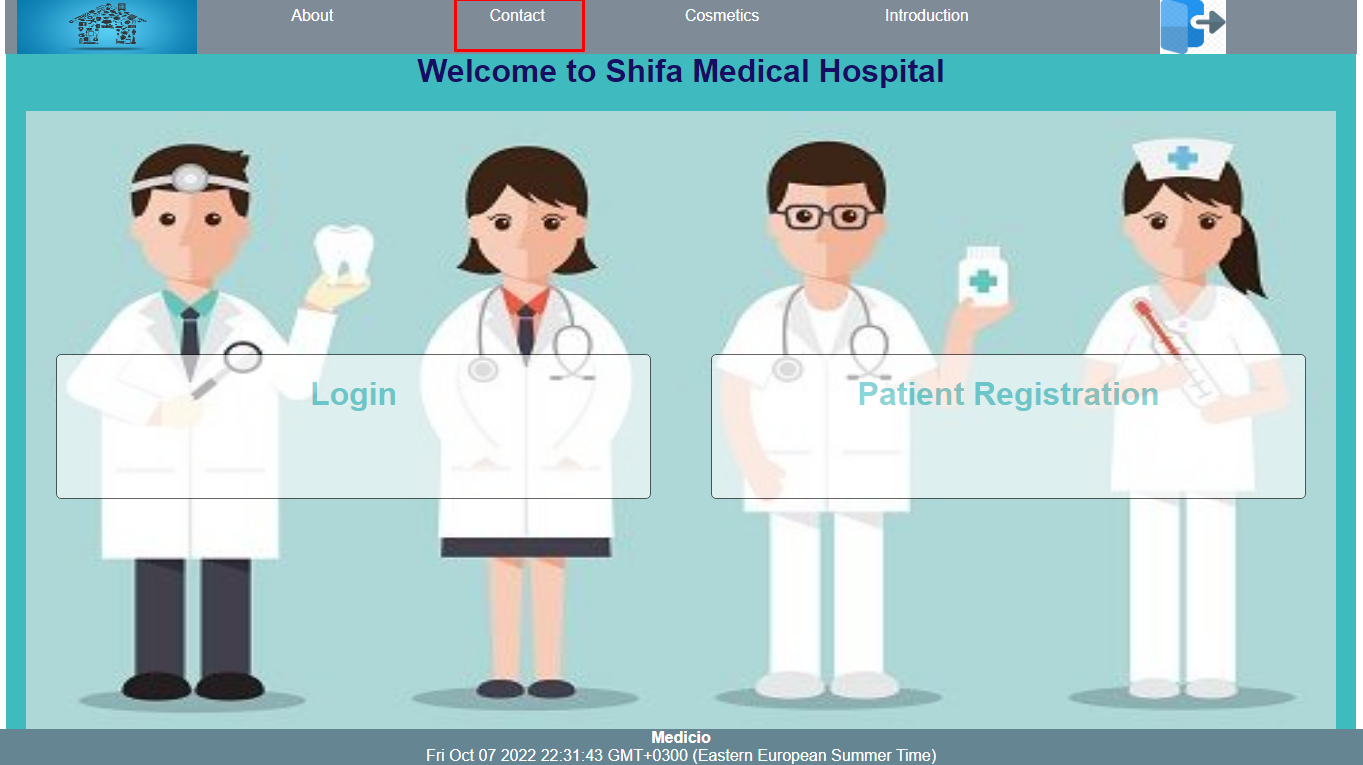 About
Contact
Cosmetics
Introduction
Welcome to Shifa Medical Hospital
Login
Patient Registration
Medicio
Fri Oct 07 2022 22:31:43 GMT+0300 (Eastern European Summer Time)